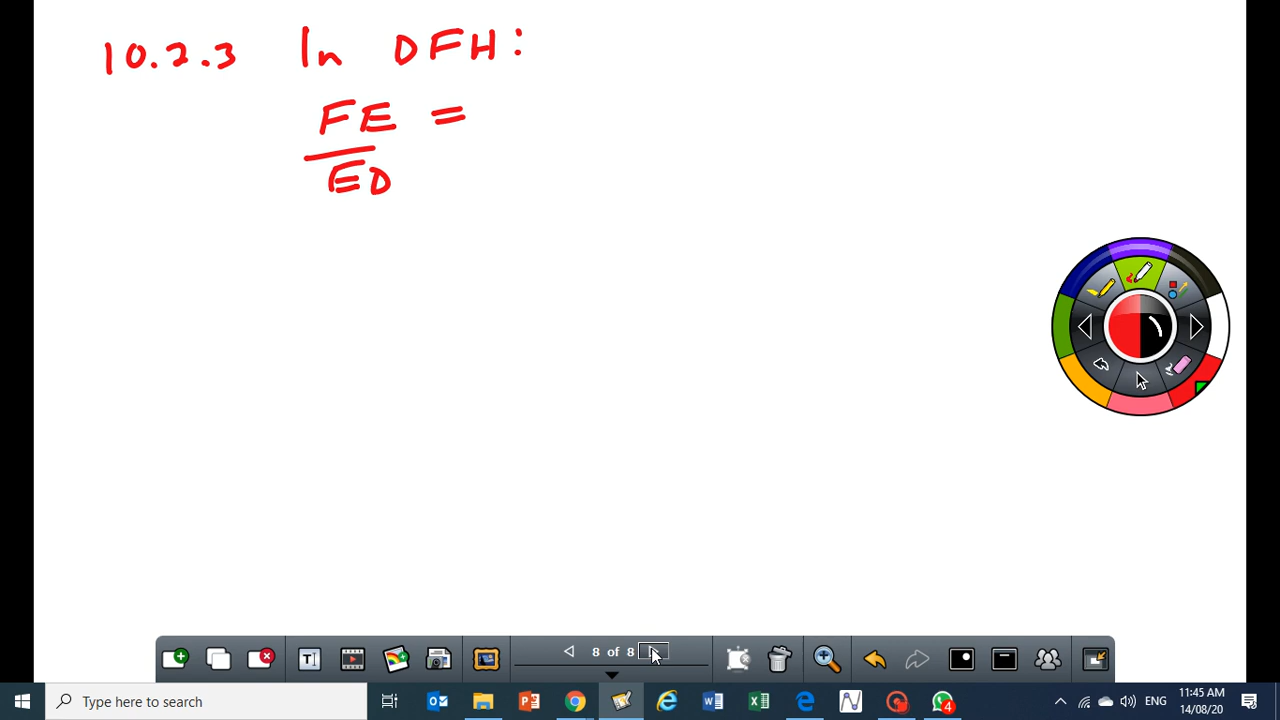 10.2.3 In DFH:
FE =
ED
8 of 8
Type here to search
4
ENG
11:45 AM
14/08/20